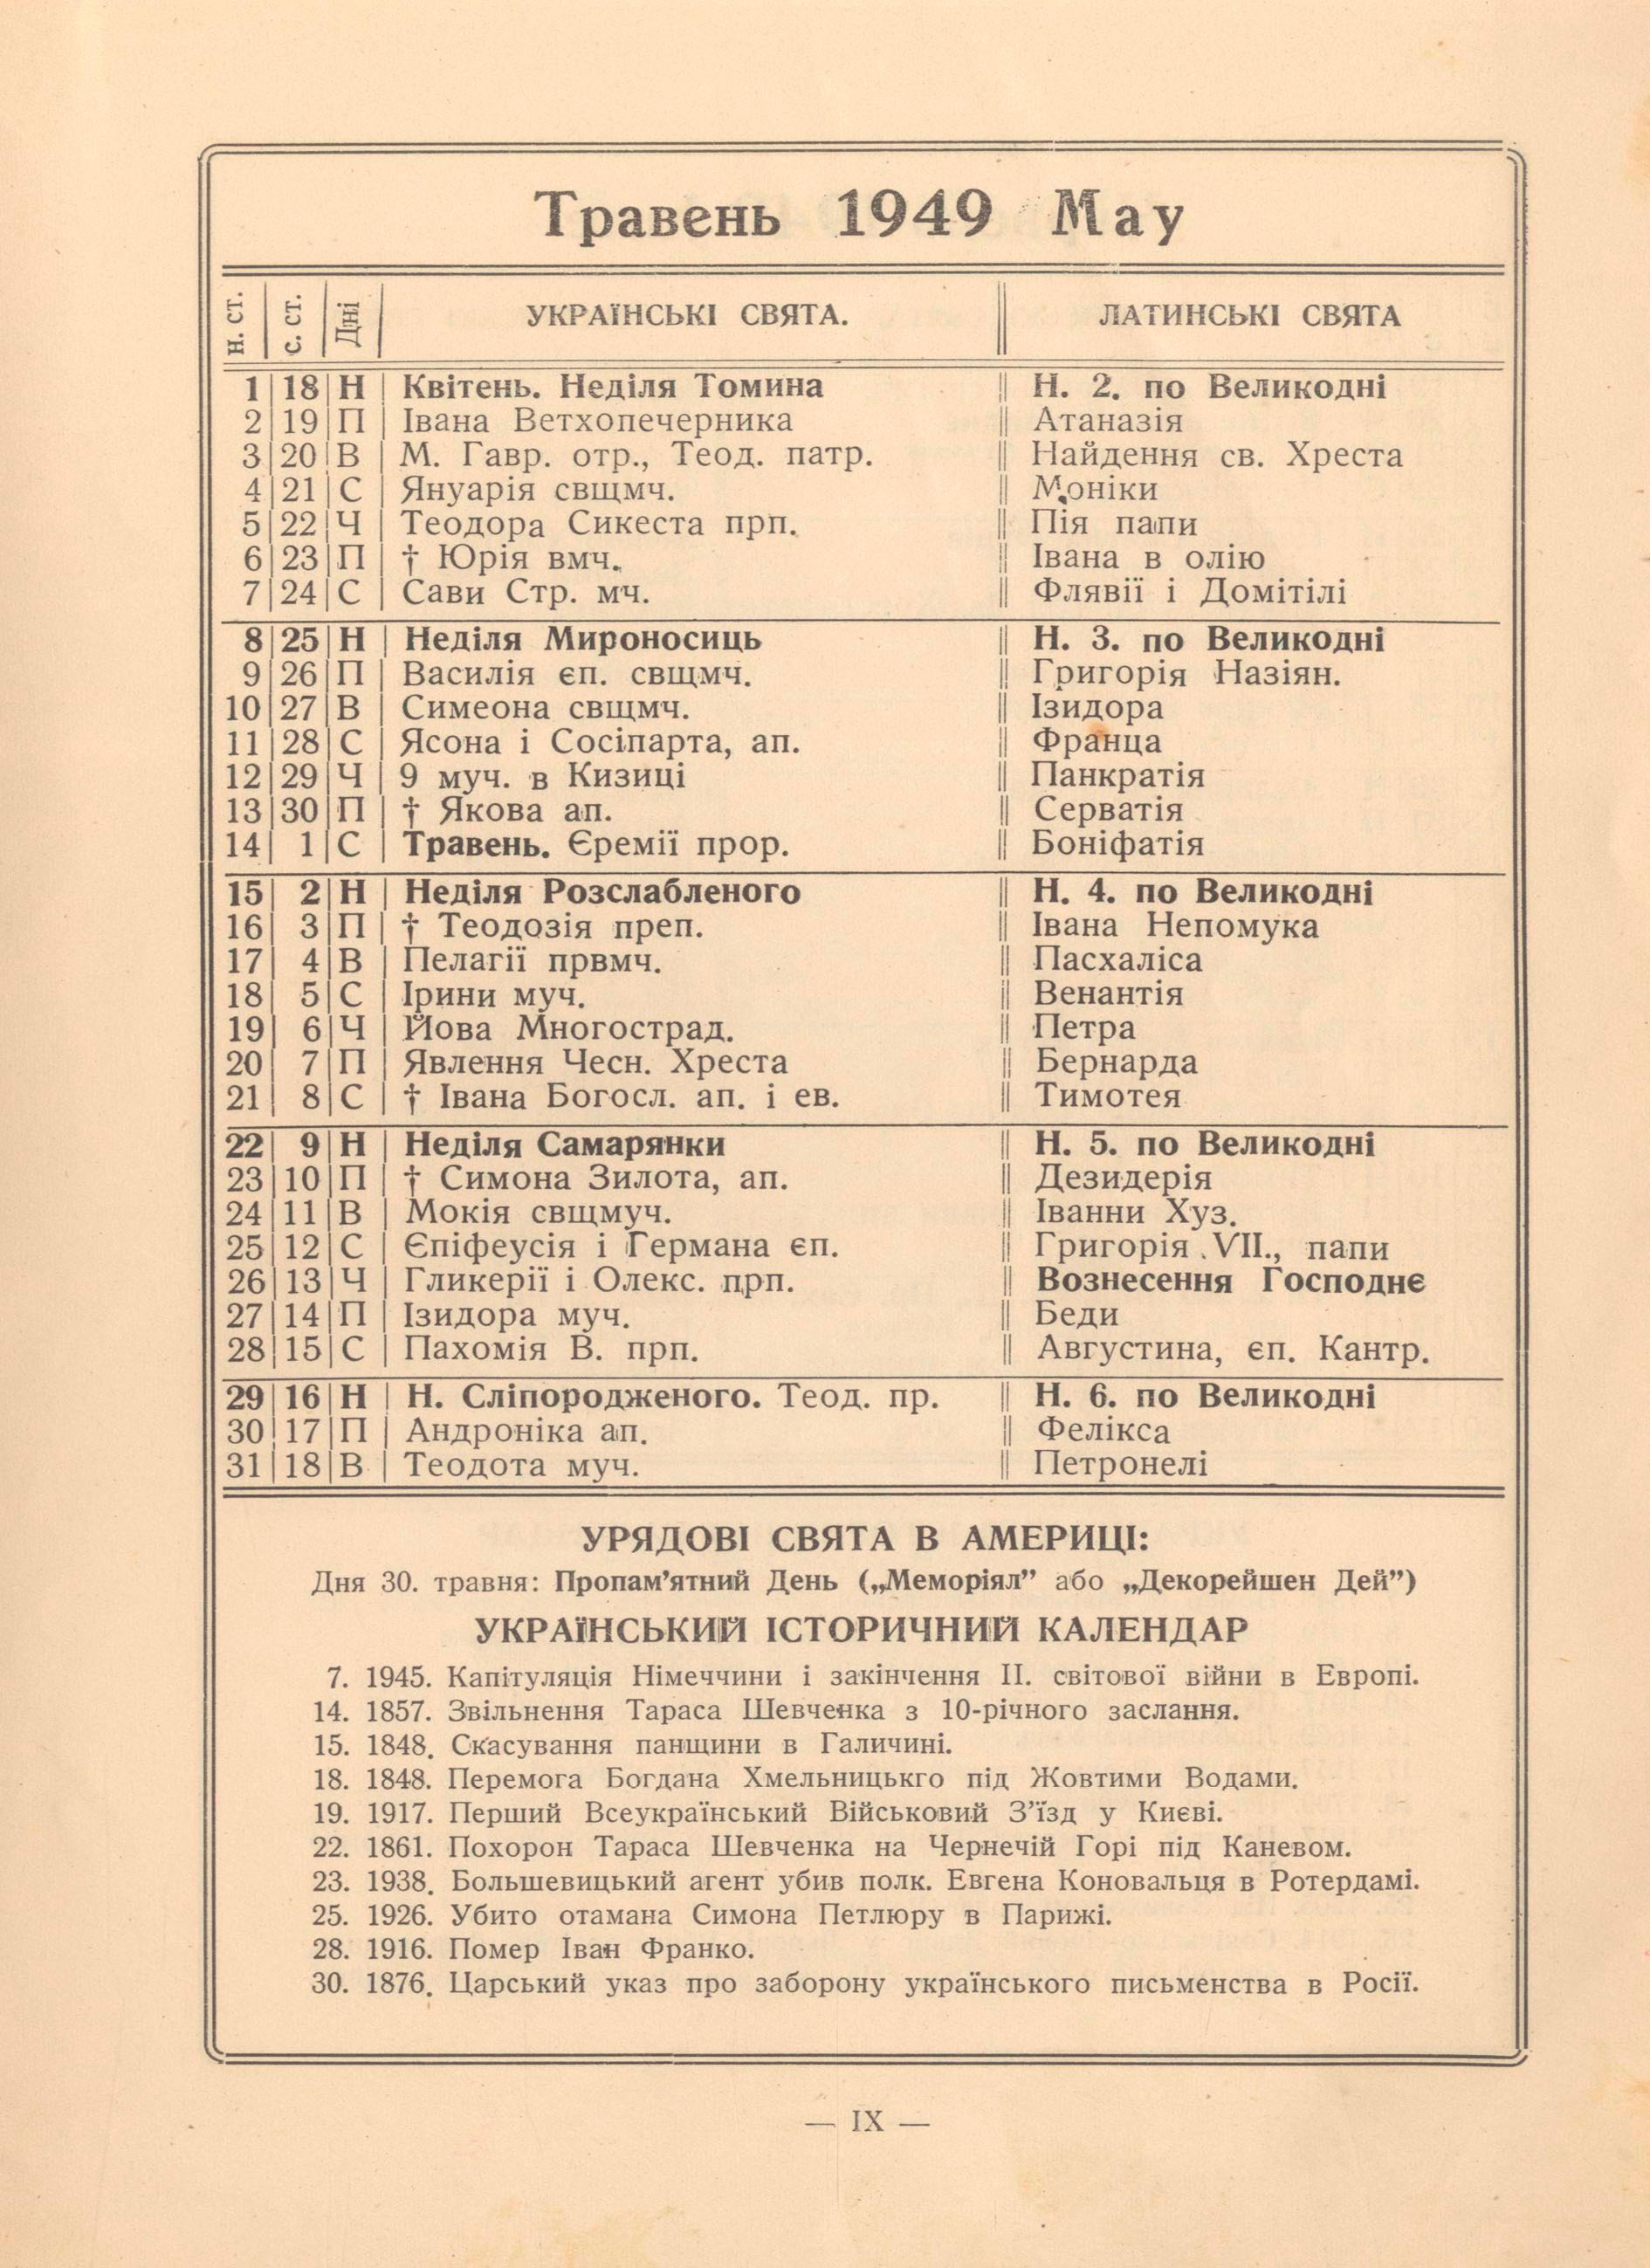 Травень 1949 May
н. ст. | с. ст. | Дні | УКРАЇНСЬКІ СВЯТА. || ЛАТИНСЬКІ СВЯТА
1|18|Н | Квітень. Неділя Томина || Н. 2. по Великодні
2|19|П | Івана Ветхопечерника || Атаназія
3|20|В | М. Гавр. отр., Теод. патр. || Найдення св. Хреста
4|21|С | Януарія свщмч. || Моніки
5|22|Ч | Теодора Сикеста прп. || Пія папи
6|23|П | † Юрія вмч. || Івана в олію
7|24|С | Сави Стр. мч. || Флявії і Домітілі
8|25|Н | Неділя Мироносиць || Н. 3. по Великодні
9|26|П | Василія єп. свщмч. || Григорія Назіян.
10|27|В | Симеона свщмч. || Ізидора
11|28|С | Ясона і Сосіпарта, ап. || Франца
12|29|Ч | 9 муч. в Кизиці || Панкратія
13|30|П | † Якова ап. || Серватія
14| 1|С | Травень. Єремії прор. || Боніфатія
15| 2|Н | Неділя Розслабленого || Н. 4. по Великодні
16| 3|П | † Теодозія преп. || Івана Непомука
17| 4|В | Пелагії првмч. || Пасхаліса
18| 5|С | Ірини муч. || Венантія
19| 6|Ч | Йова Многострад. || Петра
20| 7|П | Явлення Чесн. Хреста || Бернарда
21| 8|С | † Івана Богосл. ап. і ев. || Тимотея
22| 9|Н | Неділя Самарянки || Н. 5. по Великодні
23|10|П | † Симона Зилота, ап. || Дезидерія
24|11|В | Мокія свщмуч. || Іванни Хуз.
25|12|С | Єпіфеусія і Германа єп. || Григорія VII., папи
26|13|Ч | Гликерії і Олекс. прп. || Вознесення Господнє
27|14|П | Ізидора муч. || Беди
28|15|С | Пахомія В. прп. || Августина, єп. Кантр.
29|16|Н | Н. Сліпородженого. Теод. пр. || Н. 6. по Великодні
30|17|П | Андроніка ап. || Фелікса
31|18|В | Теодота муч. || Петронелі
УРЯДОВІ СВЯТА В АМЕРИЦІ:
Дня 30. травня: Пропам’ятний День („Меморіял” або „Декорейшен Дей”)
УКРАЇНСЬКИЙ ІСТОРИЧНИЙ КАЛЕНДАР
7. 1945. Капітуляція Німеччини і закінчення II. світової війни в Европі.
14. 1857. Звільнення Тараса Шевченка з 10-річного заслання.
15. 1848. Скасування панщини в Галичині.
18. 1848. Перемога Богдана Хмельницькго під Жовтими Водами.
19. 1917. Перший Всеукраїнський Військовий З’їзд у Києві.
22. 1861. Похорон Тараса Шевченка на Чернечій Горі під Каневом.
23. 1938. Большевицький агент убив полк. Евгена Коновальця в Ротердамі.
25. 1926. Убито отамана Симона Петлюру в Парижі.
28. 1916. Помер Іван Франко.
30. 1876. Царський указ про заборону українського письменства в Росії.
— IX —